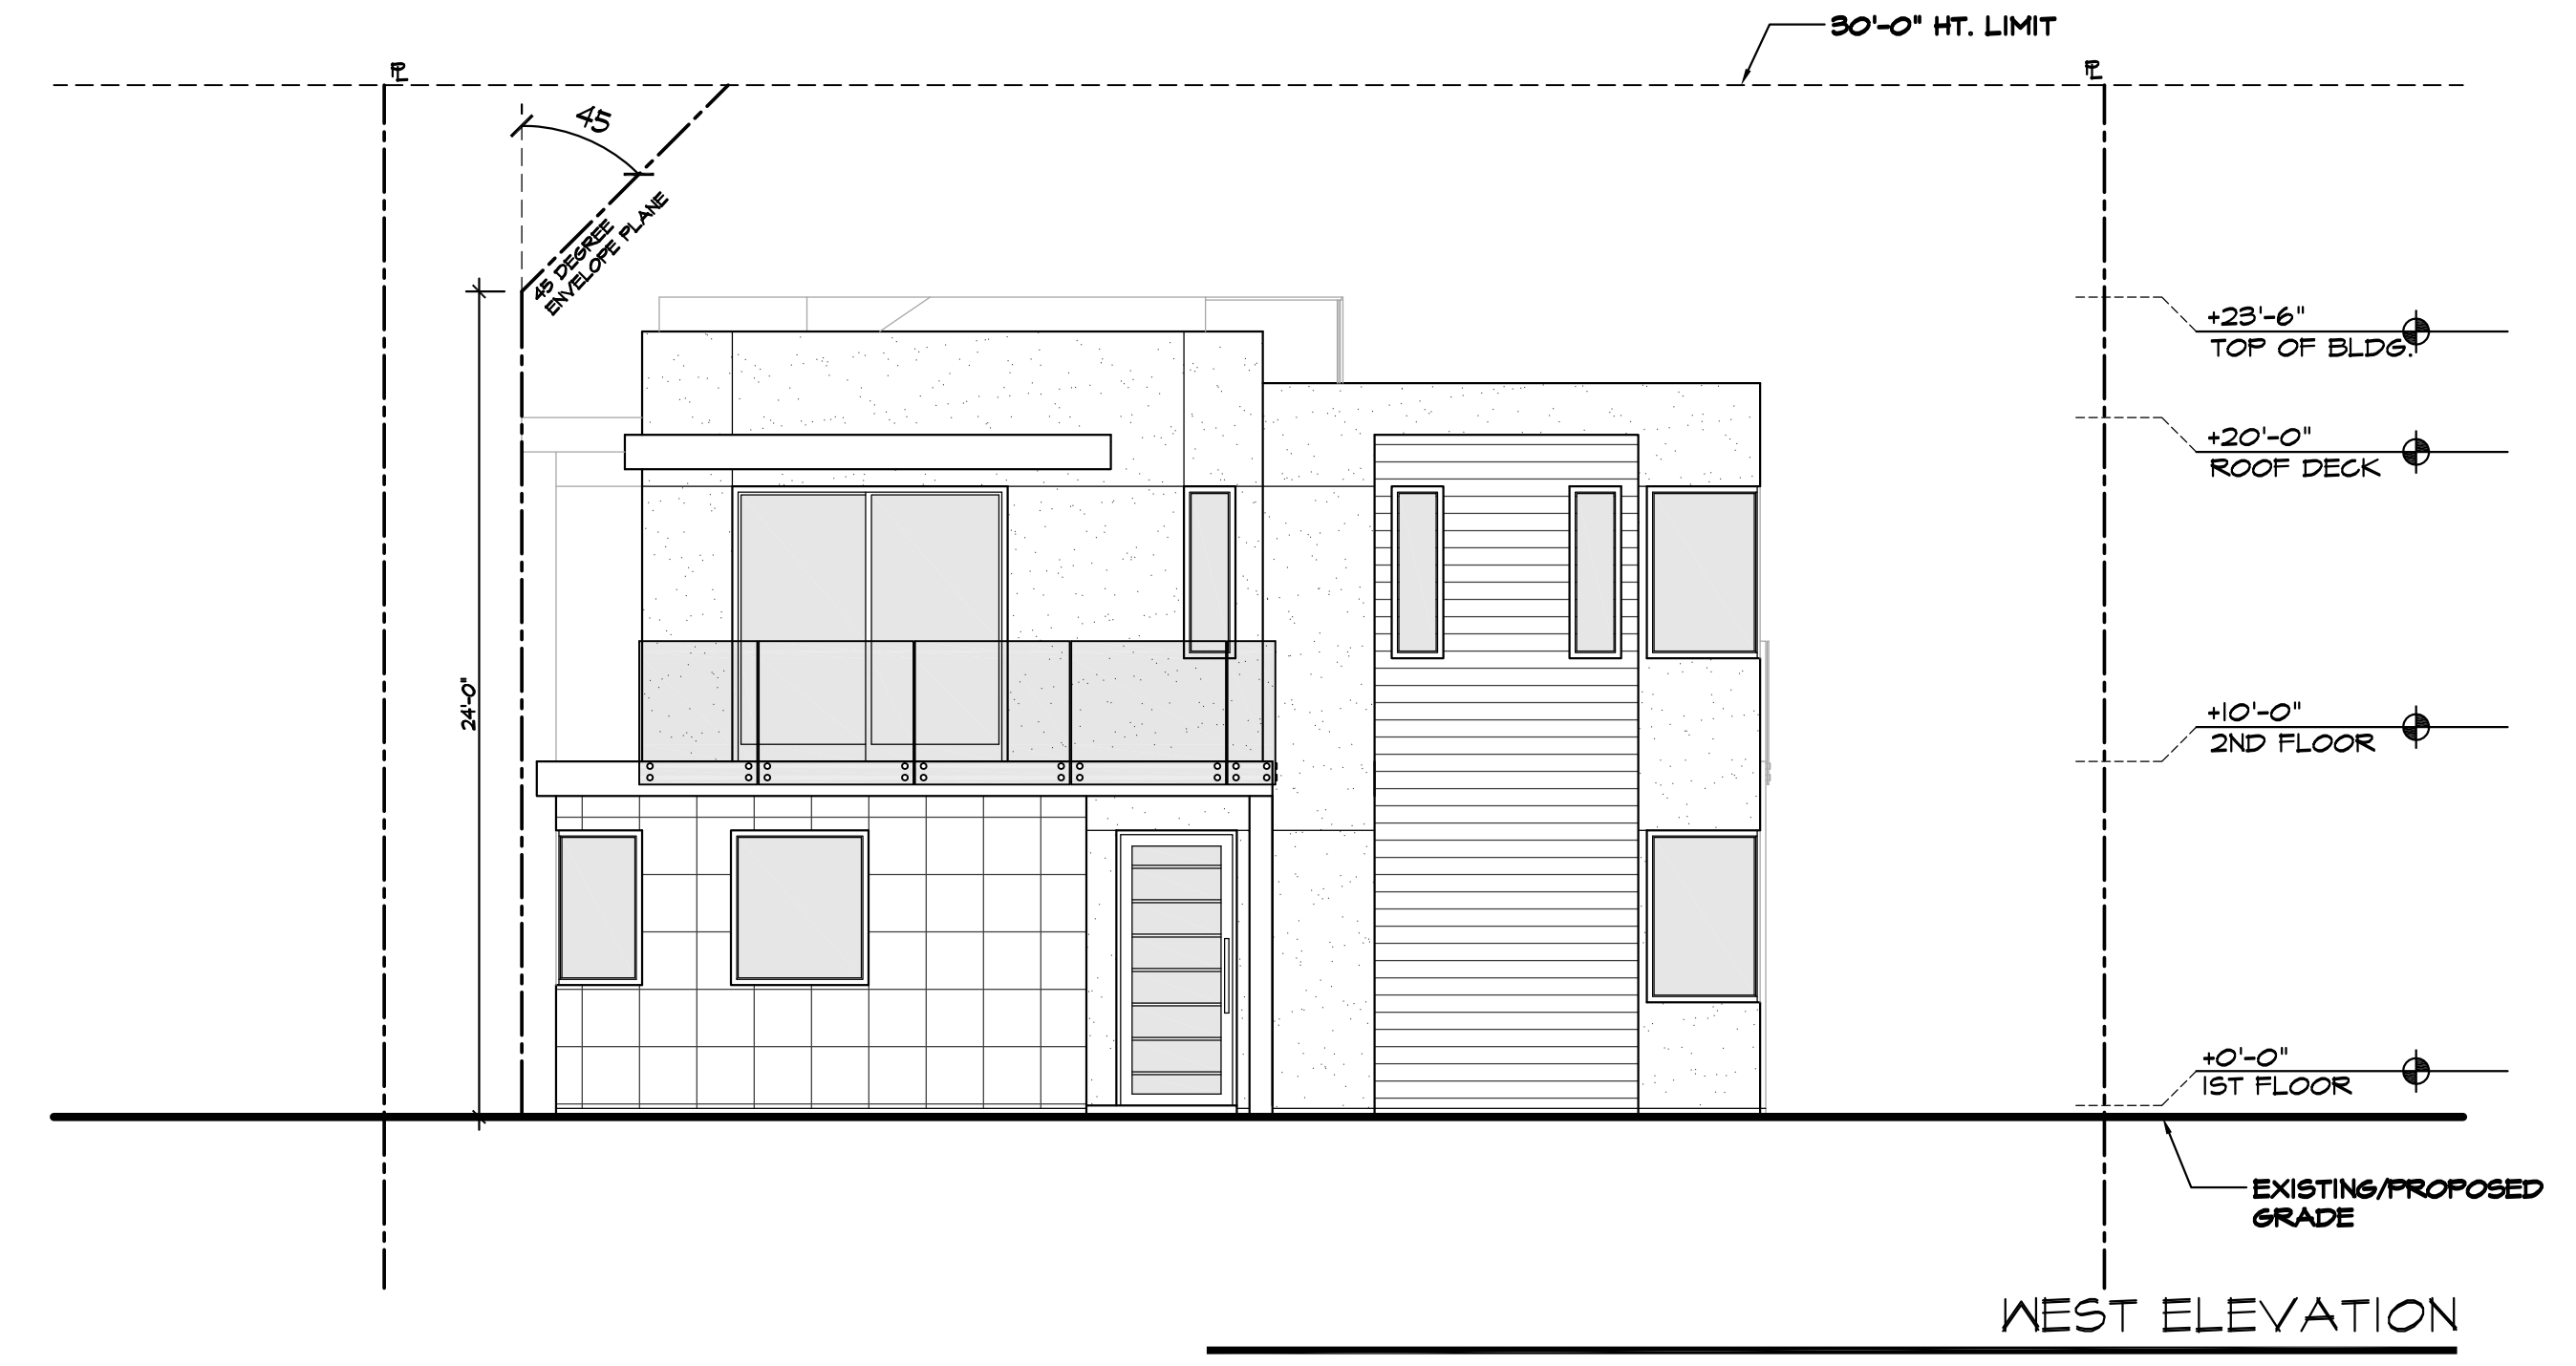 30'-0" HT. LIMIT
PL
PL
45
45 DEGREE
ENVELOPE PLANE
+23'-6"
TOP OF BLDG.
+20'-0"
ROOF DECK
24'-0"
+10'-0"
2ND FLOOR
+0'-0"
1ST FLOOR
EXISTING/PROPOSED
GRADE
WEST ELEVATION